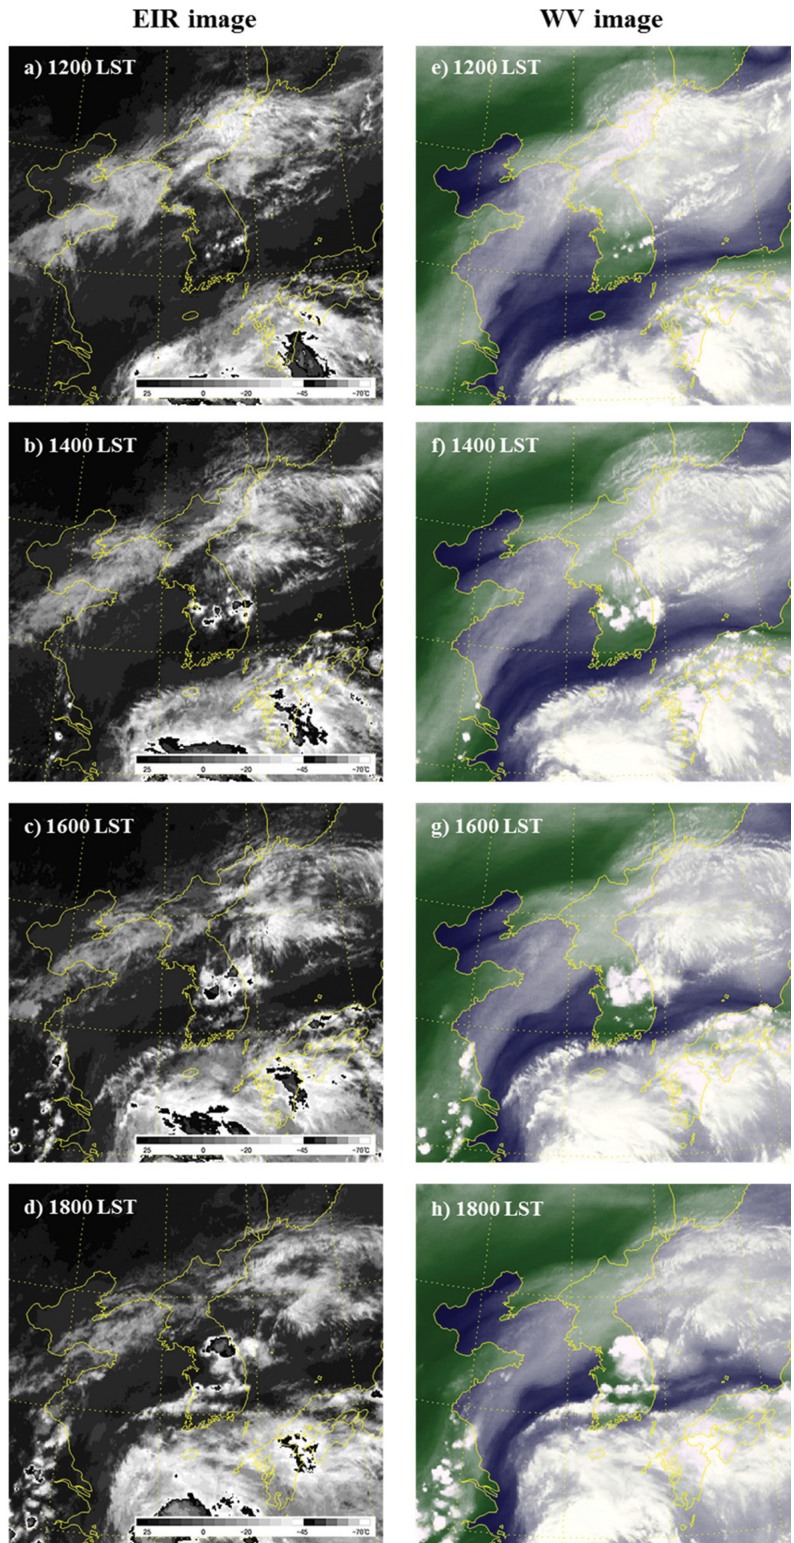 EIR image
WV image
a) 1200 LST
e) 1200 LST
25 0 -20 -45 -70℃
b) 1400 LST
f) 1400 LST
25 0 -20 -45 -70℃
c) 1600 LST
g) 1600 LST
25 0 -20 -45 -70℃
d) 1800 LST
h) 1800 LST
25 0 -20 -45 -70℃